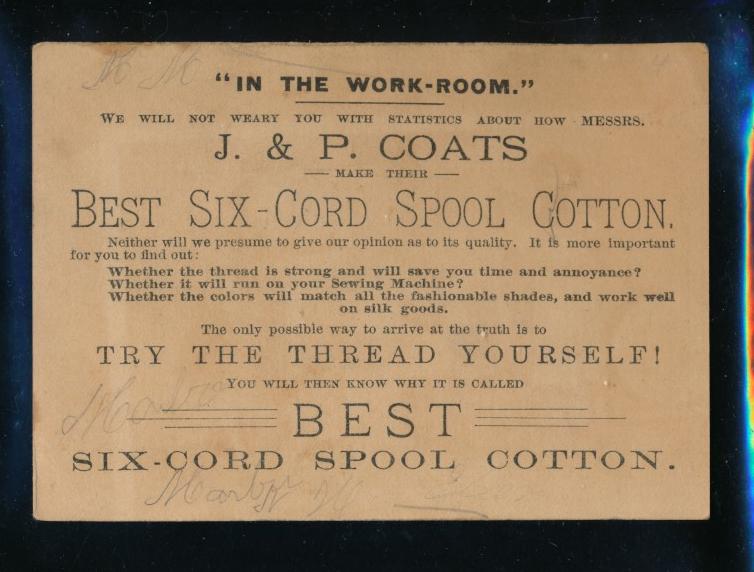 "IN THE WORK-ROOM."
WE WILL NOT WEARY YOU WITH STATISTICS ABOUT HOW MESSRS.
J. & P. COATS
— MAKE THEIR —
BEST SIX-CORD SPOOL COTTON.
Neither will we presume to give our opinion as to its quality. It is more important
for you to find out:
Whether the thread is strong and will save you time and annoyance?
Whether it will run on your Sewing Machine?
Whether the colors will match all the fashionable shades, and work well
on silk goods.
The only possible way to arrive at the truth is to
TRY THE THREAD YOURSELF!
YOU WILL THEN KNOW WHY IT IS CALLED
BEST
SIX-CORD SPOOL COTTON.